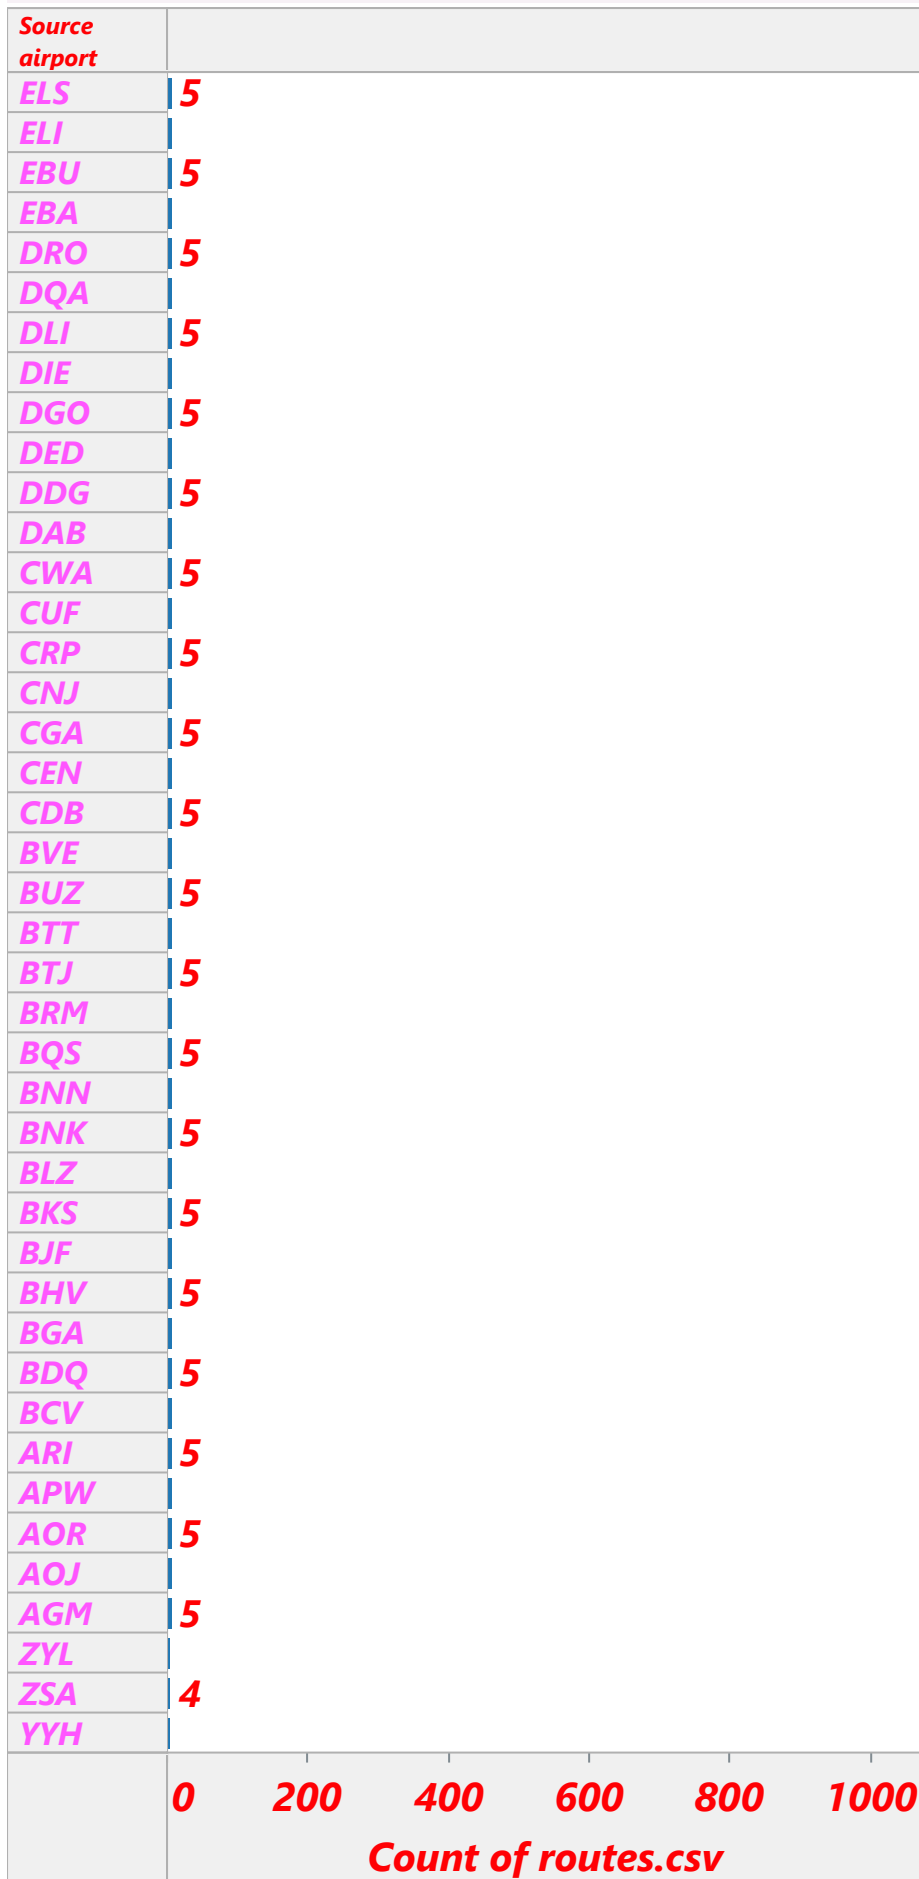 Source
airport
ELS 5
ELI
EBU 5
EBA
DRO 5
DQA
DLI 5
DIE
DGO 5
DED
DDG 5
DAB
CWA 5
CUF
CRP 5
CNJ
CGA 5
CEN
CDB 5
BVE
BUZ 5
BTT
BTJ 5
BRM
BQS 5
BNN
BNK 5
BLZ
BKS 5
BJF
BHV 5
BGA
BDQ 5
BCV
ARI 5
APW
AOR 5
AOJ
AGM 5
ZYL
ZSA 4
YYH
0 200 400 600 800 1000
Count of routes.csv